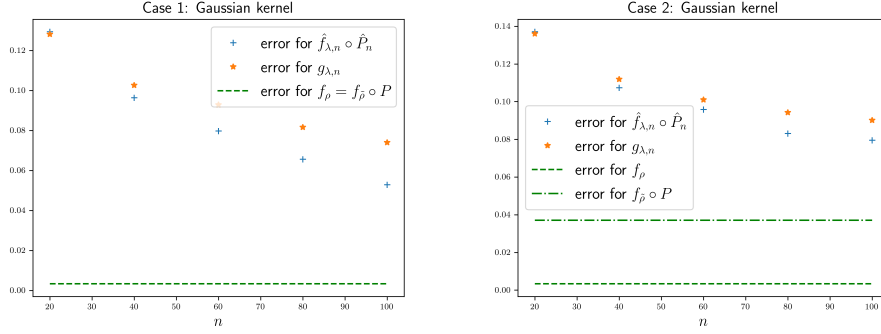 Case 1: Gaussian kernel
0.12
0.10
0.08
0.06
0.04
0.02
0.00
20 30 40 50 60 70 80 90 100
n
error for f̂_{λ,n} ∘ P̂_n
error for g_{λ,n}
error for f_ρ = f_{ρ̃} ∘ P
Case 2: Gaussian kernel
0.14
0.12
0.10
0.08
0.06
0.04
0.02
0.00
20 30 40 50 60 70 80 90 100
n
error for f̂_{λ,n} ∘ P̂_n
error for g_{λ,n}
error for f_ρ
error for f_{ρ̃} ∘ P